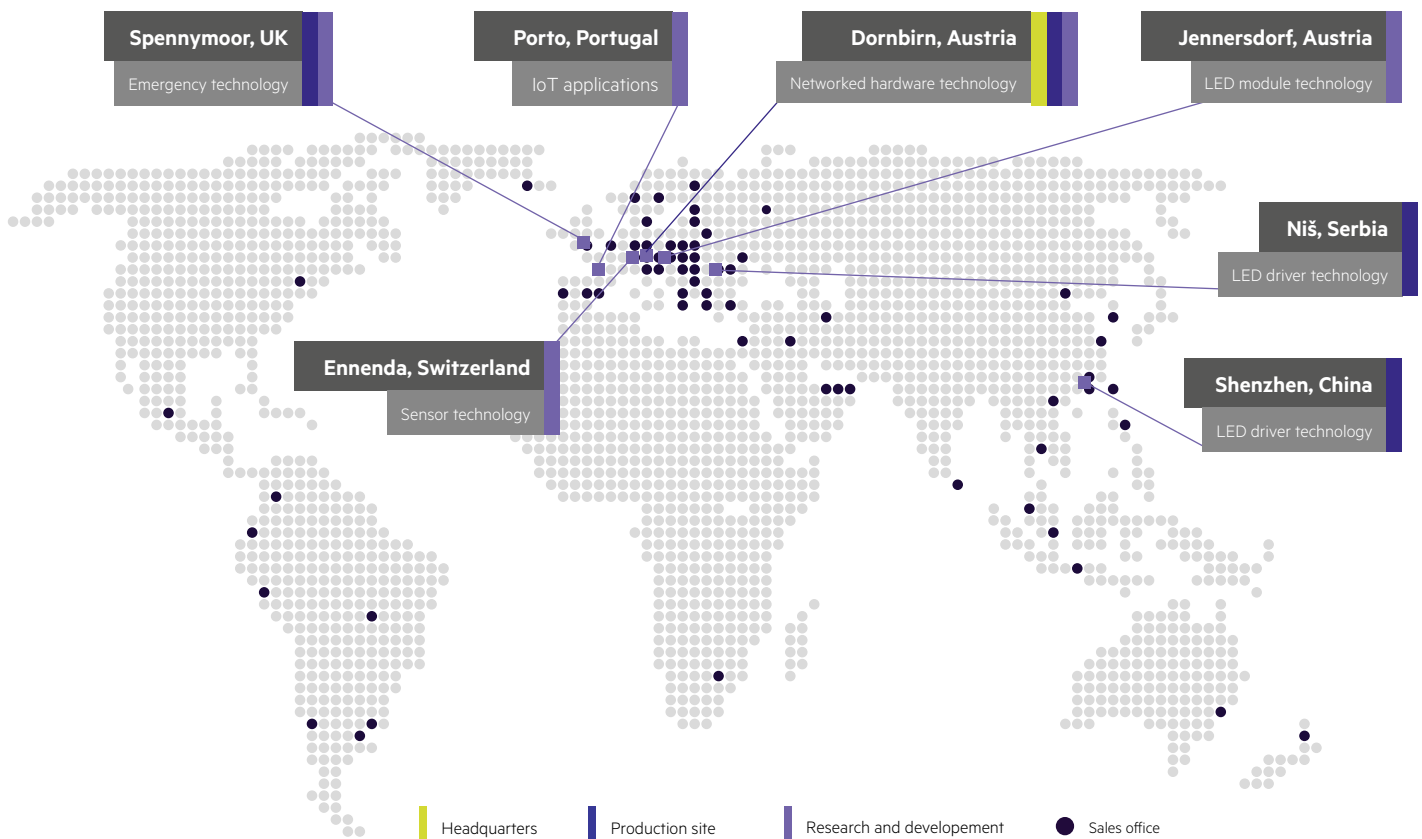 Spennymoor, UK
Emergency technology
Porto, Portugal
IoT applications
Dornbirn, Austria
Networked hardware technology
Jennersdorf, Austria
LED module technology
Niš, Serbia
LED driver technology
Ennenda, Switzerland
Sensor technology
Shenzhen, China
LED driver technology
Headquarters
Production site
Research and developement
Sales office